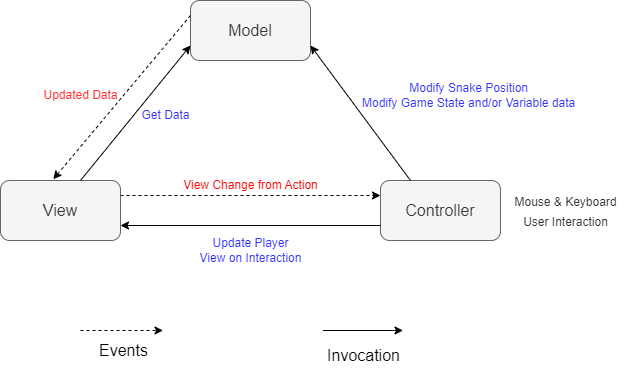 Model
Updated Data
Get Data
Modify Snake Position
Modify Game State and/or Variable data
View Change from Action
View
Controller
Mouse & Keyboard
User Interaction
Update Player
View on Interaction
Events
Invocation